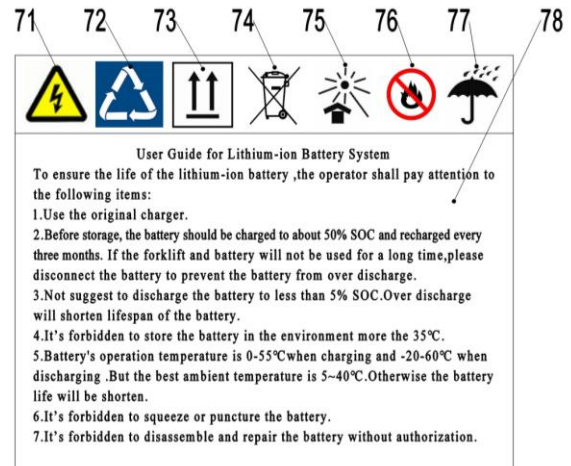 71 72 73 74 75 76 77 78
User Guide for Lithium-ion Battery System
To ensure the life of the lithium-ion battery ,the operator shall pay attention to
the following items:
1.Use the original charger.
2.Before storage, the battery should be charged to about 50% SOC and recharged every
three months. If the forklift and battery will not be used for a long time,please
disconnect the battery to prevent the battery from over discharge.
3.Not suggest to discharge the battery to less than 5% SOC.Over discharge
will shorten lifespan of the battery.
4.It's forbidden to store the battery in the environment more the 35℃.
5.Battery's operation temperature is 0-55℃when charging and -20-60℃ when
discharging .But the best ambient temperature is 5~40℃.Otherwise the battery
life will be shorten.
6.It's forbidden to squeeze or puncture the battery.
7.It's forbidden to disassemble and repair the battery without authorization.